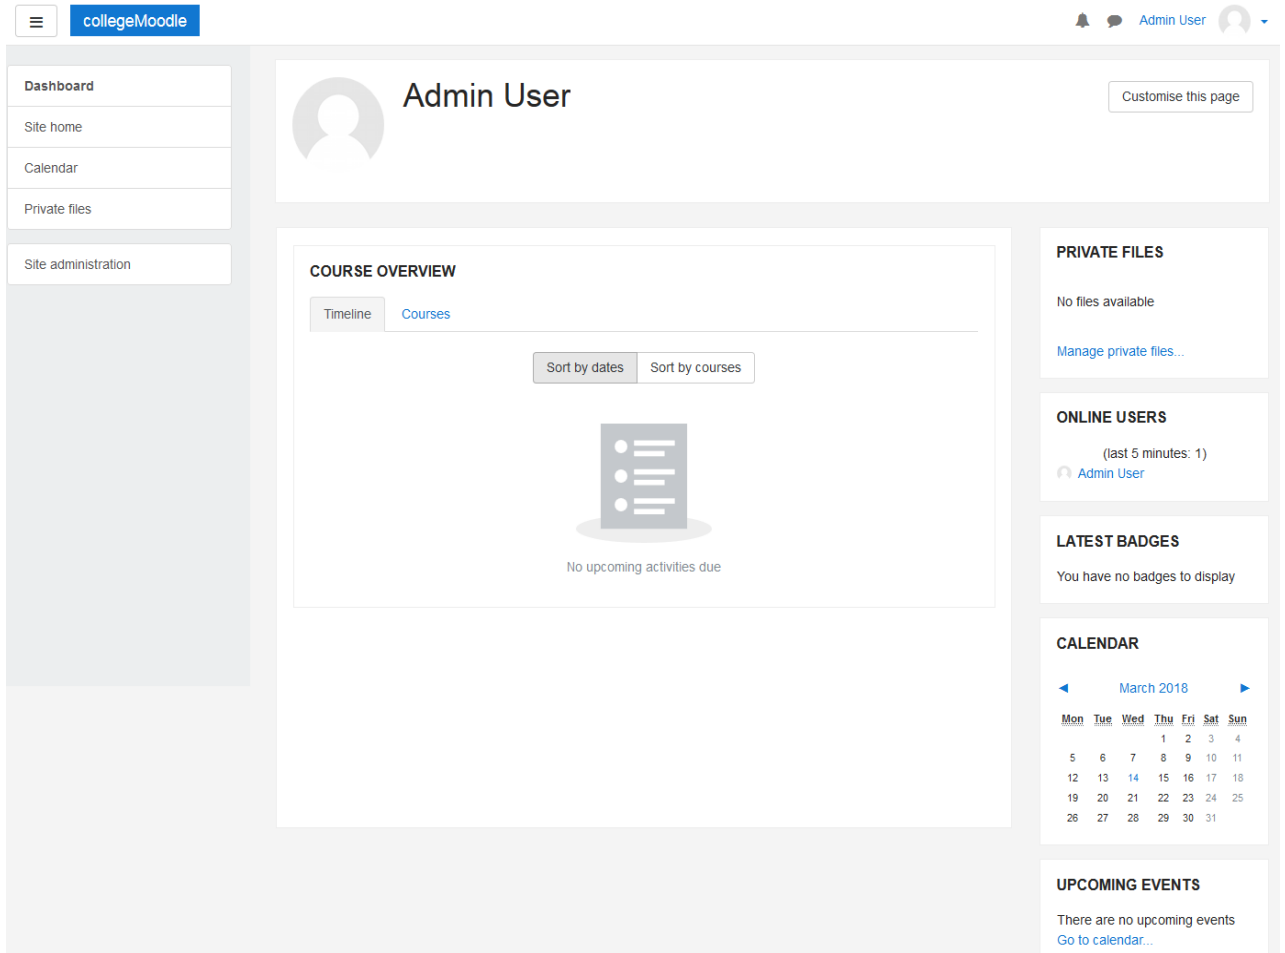 collegeMoodle
Admin User
Dashboard
Site home
Calendar
Private files
Site administration
Admin User
Customise this page
COURSE OVERVIEW
Timeline Courses
Sort by dates Sort by courses
No upcoming activities due
PRIVATE FILES
No files available
Manage private files...
ONLINE USERS
(last 5 minutes: 1)
Admin User
LATEST BADGES
You have no badges to display
CALENDAR
◄ March 2018 ►
Mon Tue Wed Thu Fri Sat Sun
1 2 3 4
5 6 7 8 9 10 11
12 13 14 15 16 17 18
19 20 21 22 23 24 25
26 27 28 29 30 31
UPCOMING EVENTS
There are no upcoming events
Go to calendar...